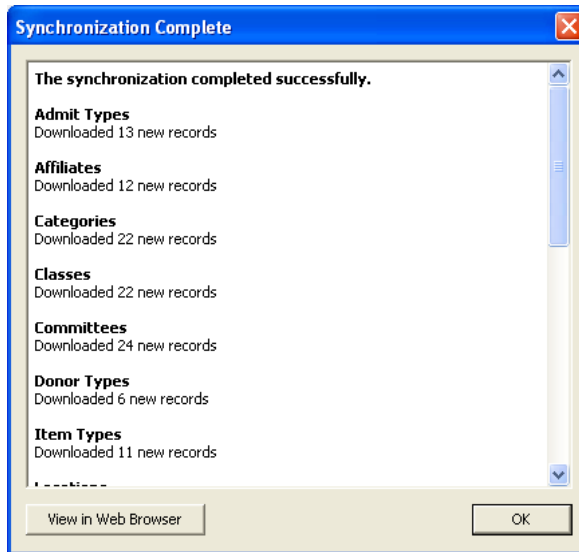 Synchronization Complete
The synchronization completed successfully.
Admit Types
Downloaded 13 new records
Affiliates
Downloaded 12 new records
Categories
Downloaded 22 new records
Classes
Downloaded 22 new records
Committees
Downloaded 24 new records
Donor Types
Downloaded 6 new records
Item Types
Downloaded 11 new records
View in Web Browser
OK